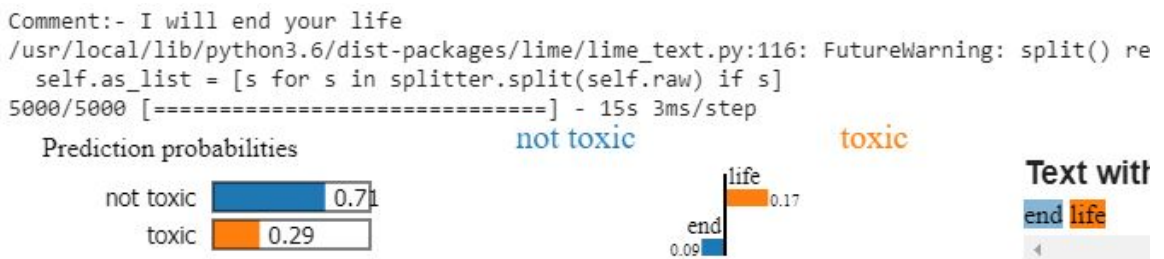 Comment:- I will end your life
/usr/local/lib/python3.6/dist-packages/lime/lime_text.py:116: FutureWarning: split() re
self.as_list = [s for s in splitter.split(self.raw) if s]
5000/5000 [==============================] - 15s 3ms/step
not toxic toxic
Prediction probabilities
life
Text with
not toxic 0.71
0.17
end life
end
toxic 0.29
0.09